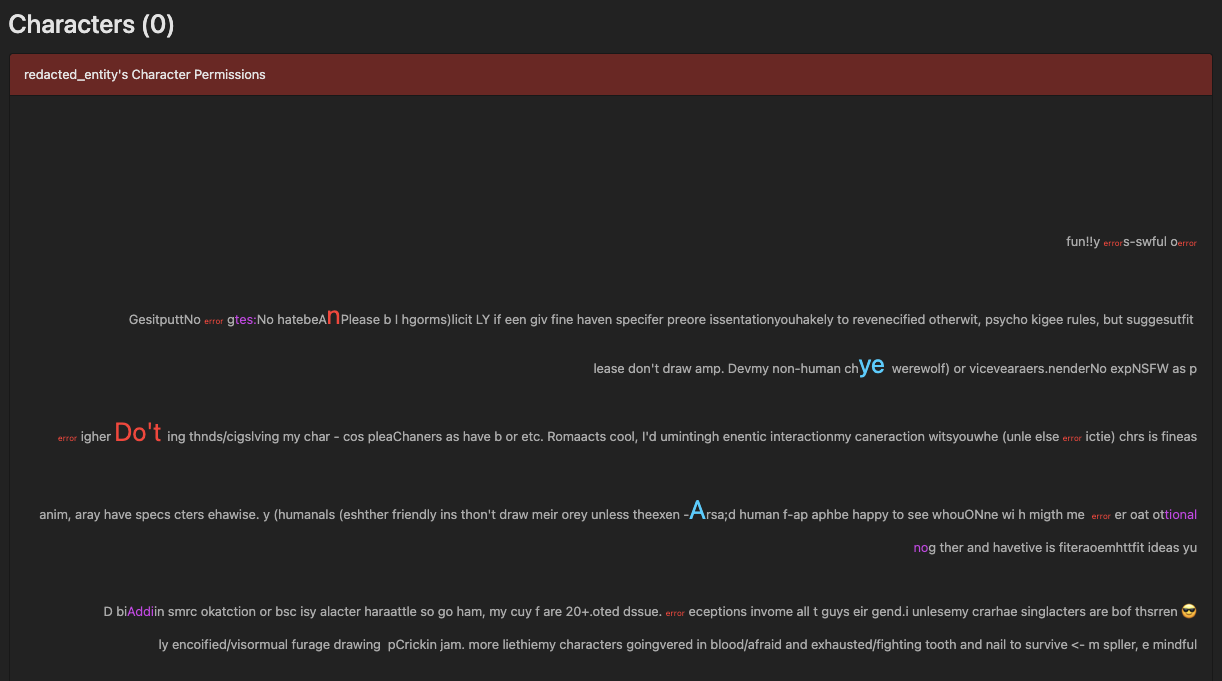 Characters (0)
redacted_entity's Character Permissions
fun!!y errors-swful oerror
GesitputtNo error gtes:No hatebeAnPlease b I hgorms)licit LY if een giv fine haven specifer preore issentationyouhakely to revenecified otherwit, psycho kigee rules, but suggesutfit
lease don't draw amp. Devmy non-human chye werewolf) or vicevearaers.nenderNo expNSFW as p
error igher Do't ing thnds/cigslving my char - cos pleaChaners as have b or etc. Romaacts cool, I'd umintingh enentic interactionmy caneraction witsyouwhe (unle else error ictie) chrs is fineas
anim, aray have specs cters ehawise. y (humanals (eshther friendly ins thon't draw meir orey unless theexen -Arsa;d human f-ap aphbe happy to see whouONne wi h migth me error er oat ottional
nog ther and havetive is fiteraoemhttfit ideas yu
D biAddiin smrc okatction or bsc isy alacter haraattle so go ham, my cuy f are 20+.oted dssue. error eceptions invome all t guys eir gend.i unlesemy crarhae singlacters are bof thsrren 😎
ly encoified/visormual furage drawing pCrickin jam. more liethiemy characters goingvered in blood/afraid and exhausted/fighting tooth and nail to survive <- m spller, e mindful